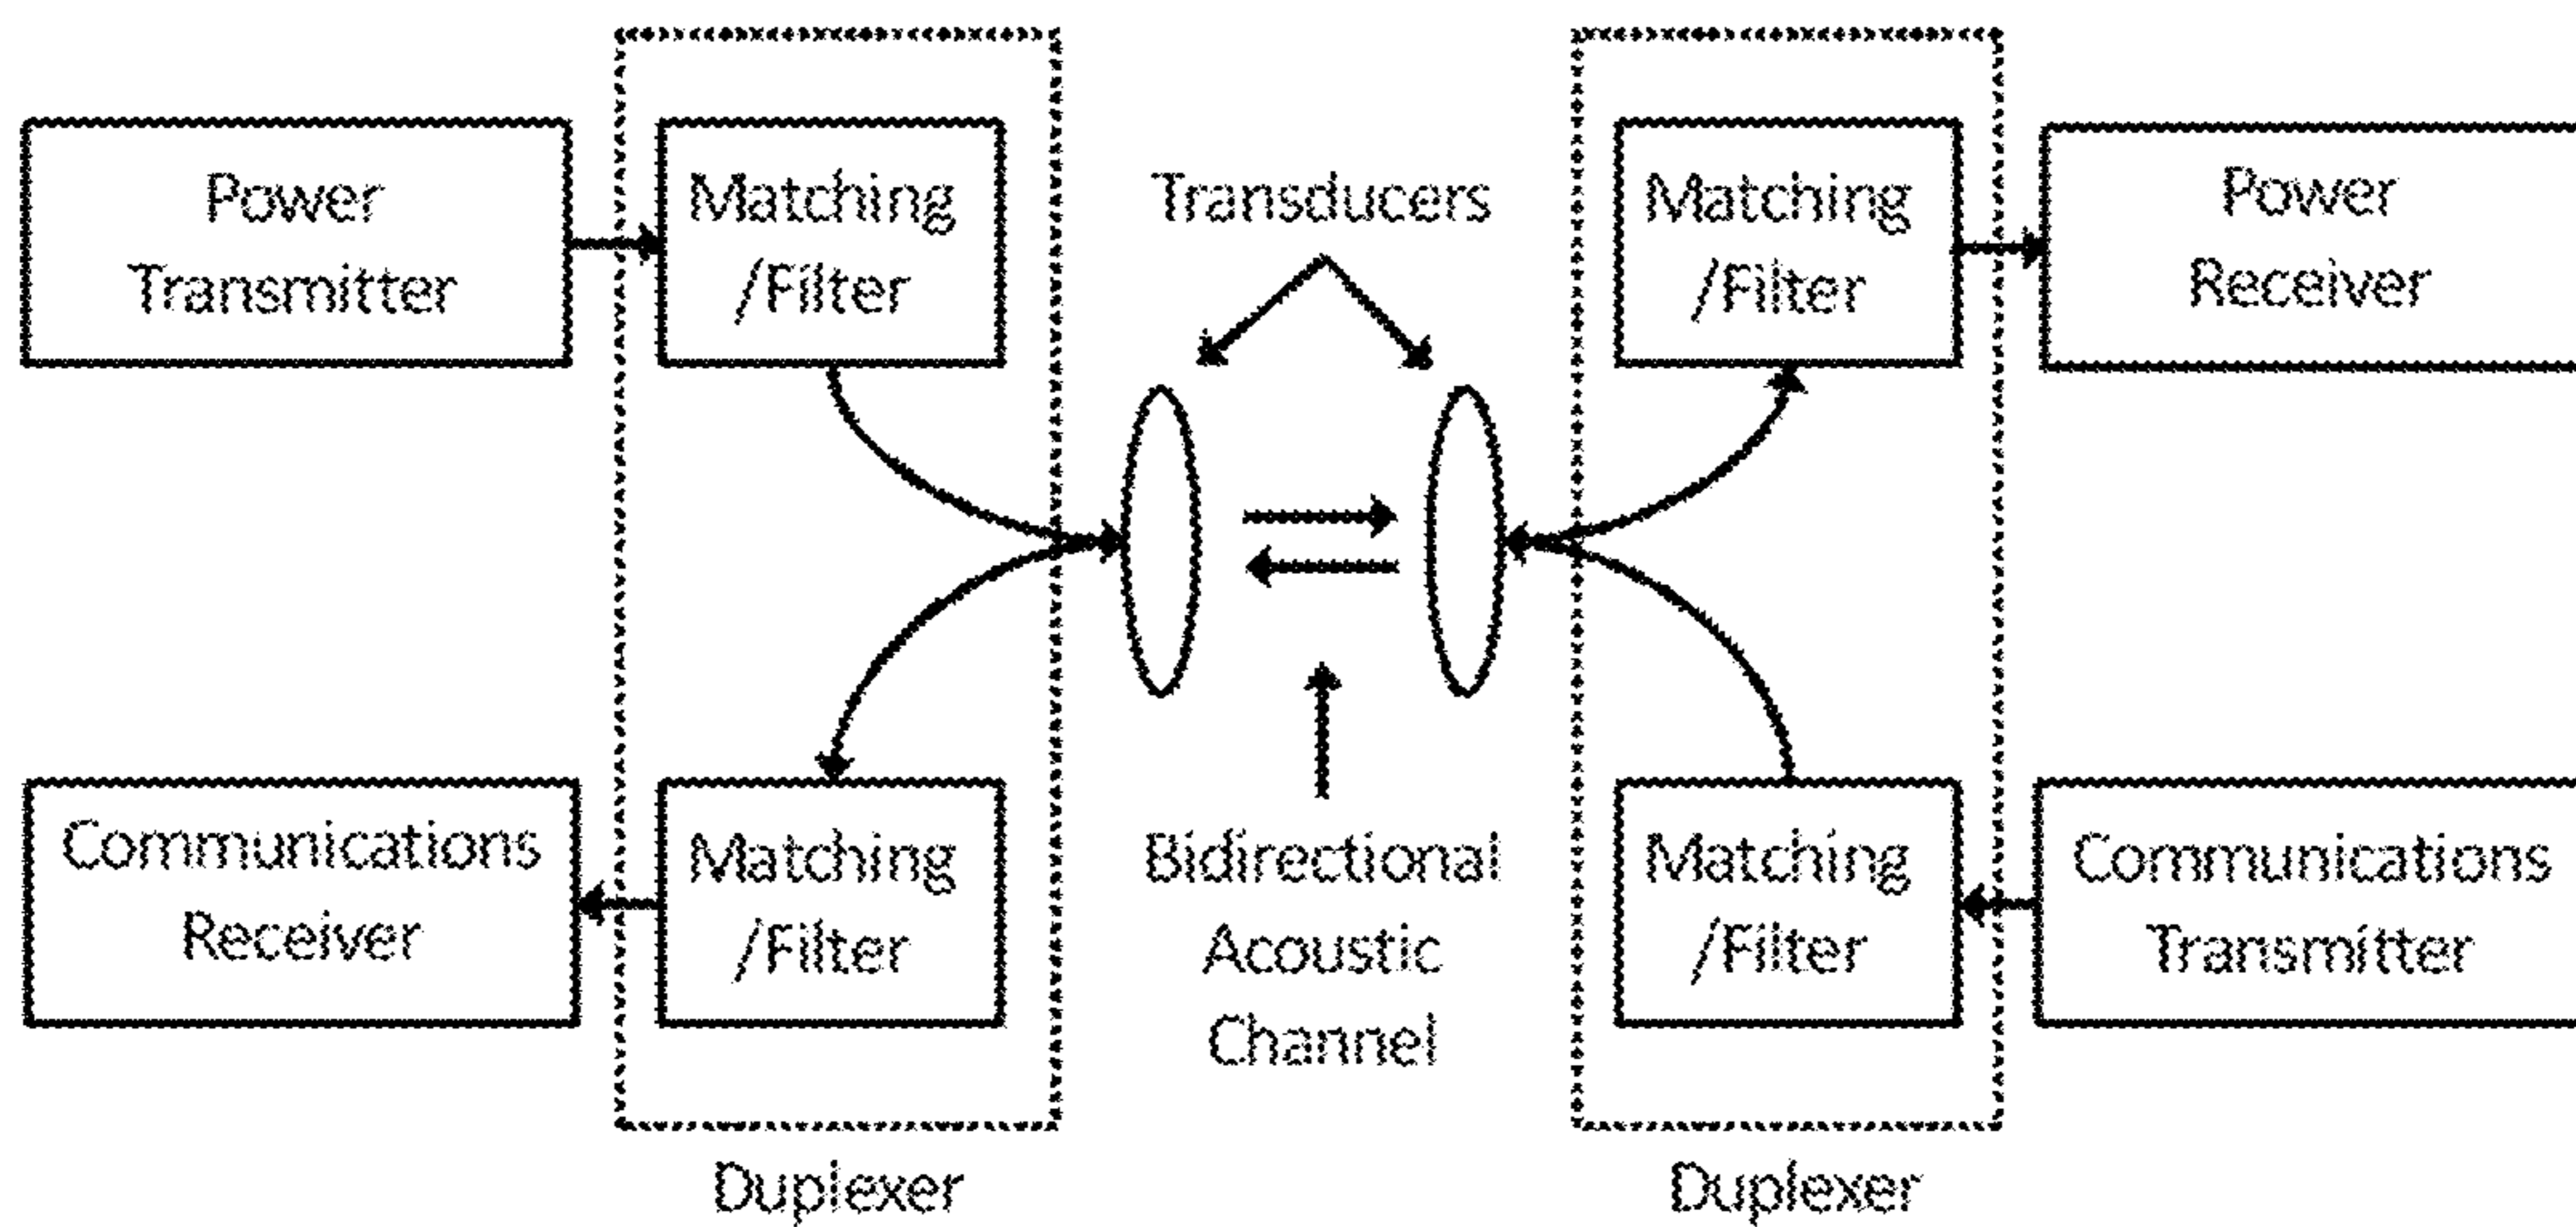 Power
Transmitter
Matching
/Filter
Transducers
Matching
/Filter
Power
Receiver
Communications
Receiver
Matching
/Filter
Bidirectional
Acoustic
Channel
Matching
/Filter
Communications
Transmitter
Duplexer
Duplexer